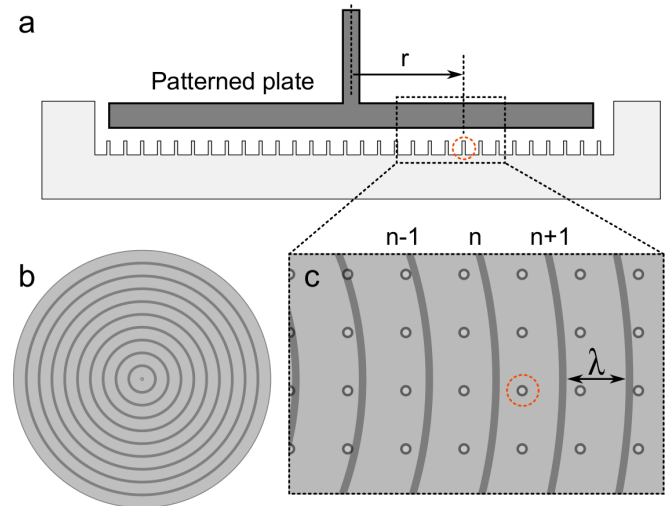 a
r
Patterned plate
n-1 n n+1
b
c
λ